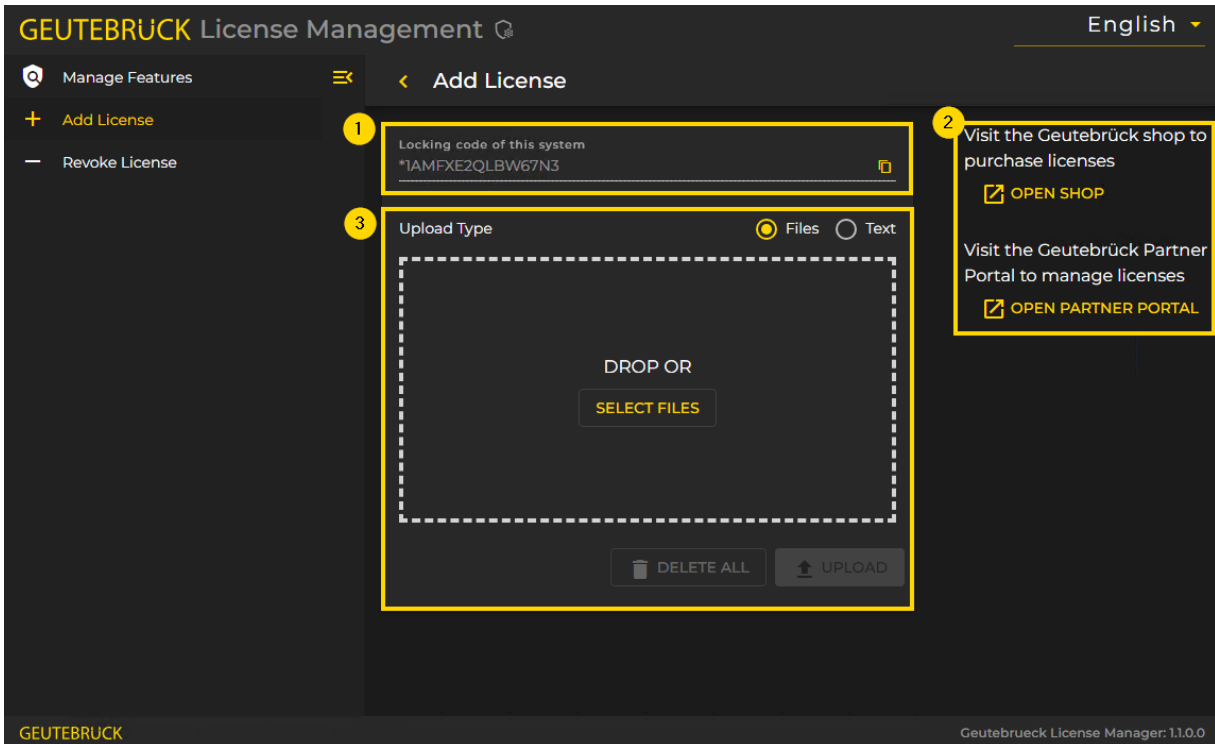 GEUTEBRÜCK License Management
English
Manage Features
Add License
Revoke License
Add License
1
Locking code of this system
*1AMFXE2QLBW67N3
2
Visit the Geutebrück shop to
purchase licenses
OPEN SHOP
Visit the Geutebrück Partner
Portal to manage licenses
OPEN PARTNER PORTAL
3
Upload Type
Files
Text
DROP OR
SELECT FILES
DELETE ALL
UPLOAD
GEUTEBRUCK
Geutebrueck License Manager: 1.1.0.0